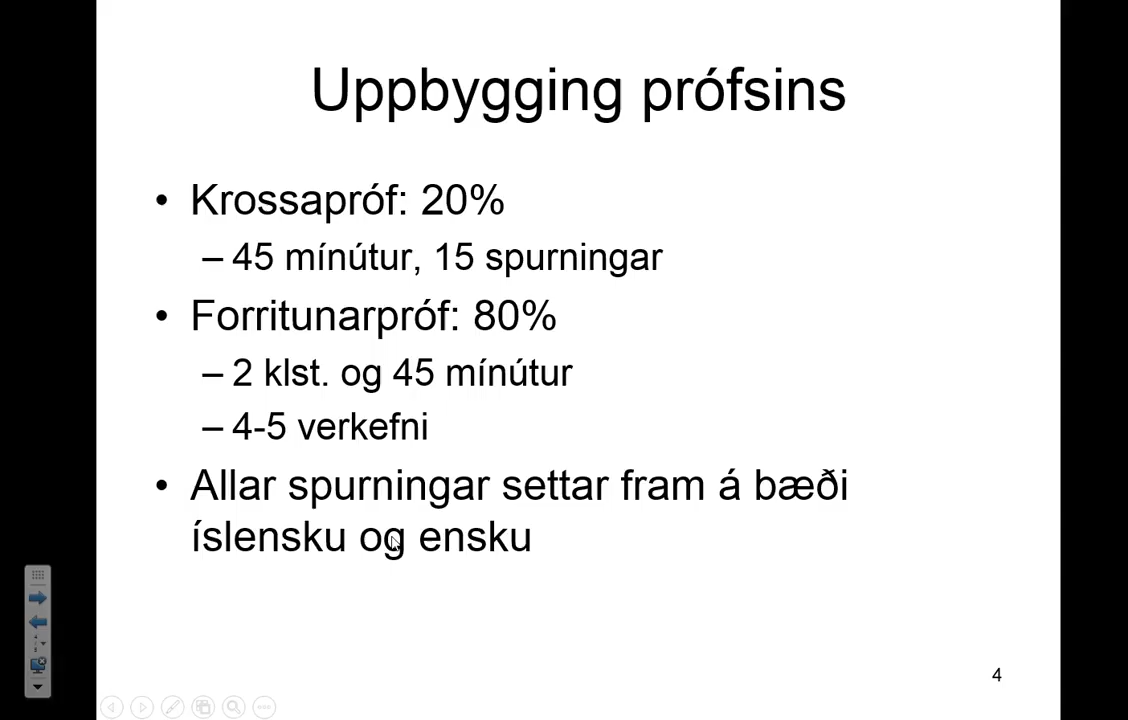 Uppbygging prófsins
• Krossapróf: 20%
– 45 mínútur, 15 spurningar
• Forritunarpróf: 80%
– 2 klst. og 45 mínútur
– 4-5 verkefni
• Allar spurningar settar fram á bæði
íslensku og ensku
4